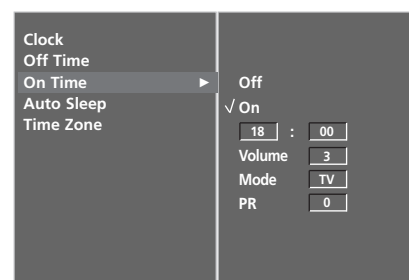 Clock
Off Time
On Time ►
Auto Sleep
Time Zone
Off
√ On
18 : 00
Volume 3
Mode TV
PR 0